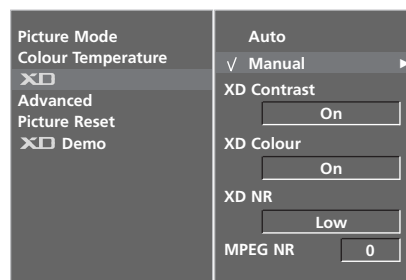 Picture Mode
Colour Temperature
XD
Advanced
Picture Reset
XD Demo
Auto
√ Manual ►
XD Contrast
On
XD Colour
On
XD NR
Low
MPEG NR 0